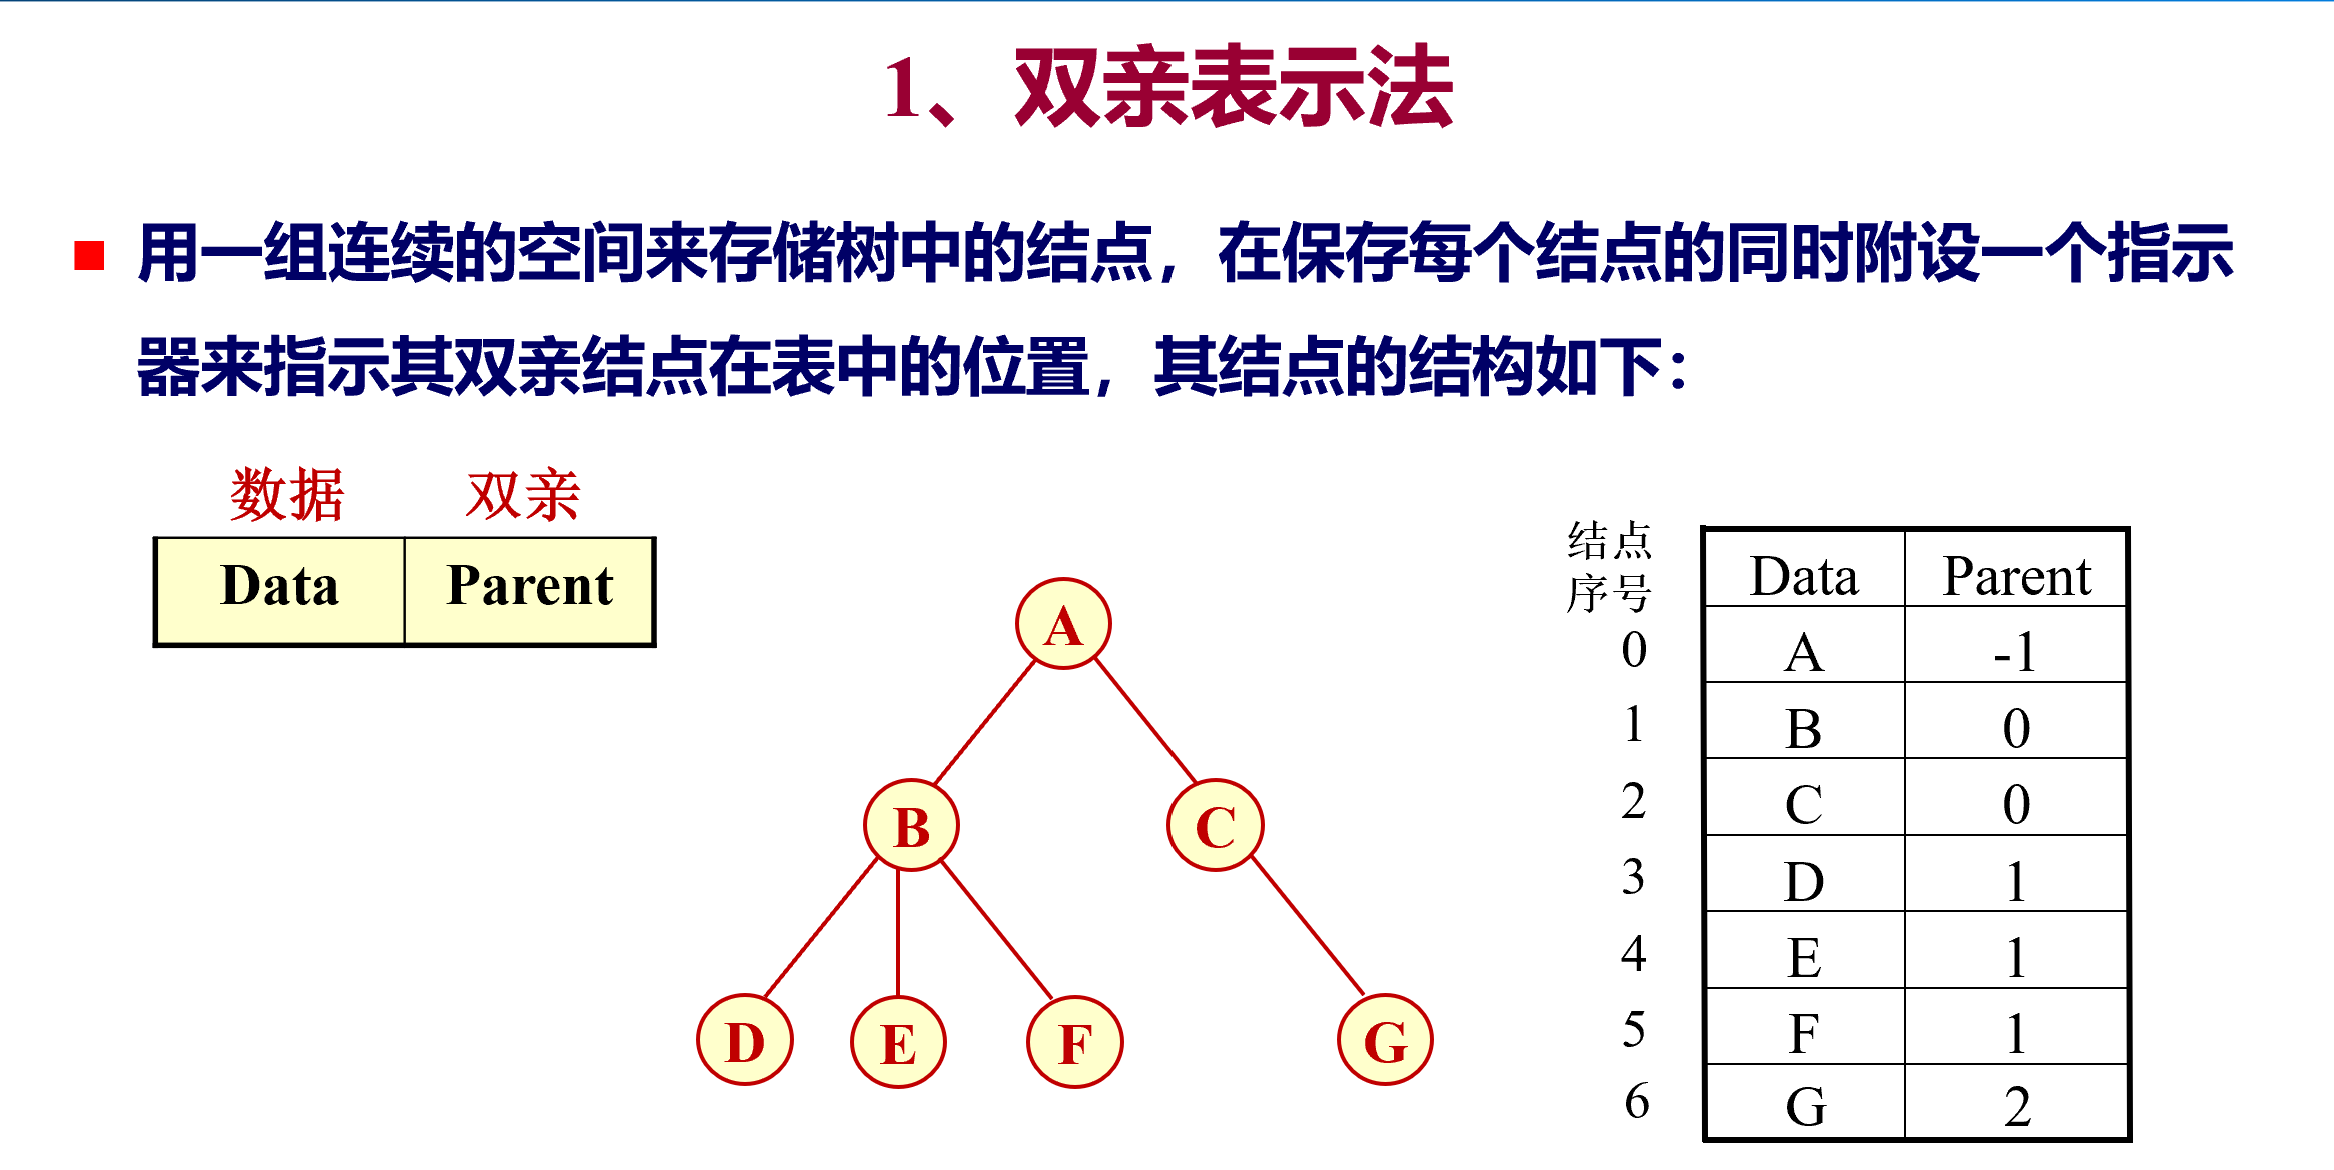 1、双亲表示法
用一组连续的空间来存储树中的结点，在保存每个结点的同时附设一个指示
器来指示其双亲结点在表中的位置，其结点的结构如下：
数据 双亲
Data Parent
A
B C
D E F G
结点
序号
Data Parent
0 A -1
1 B 0
2 C 0
3 D 1
4 E 1
5 F 1
6 G 2